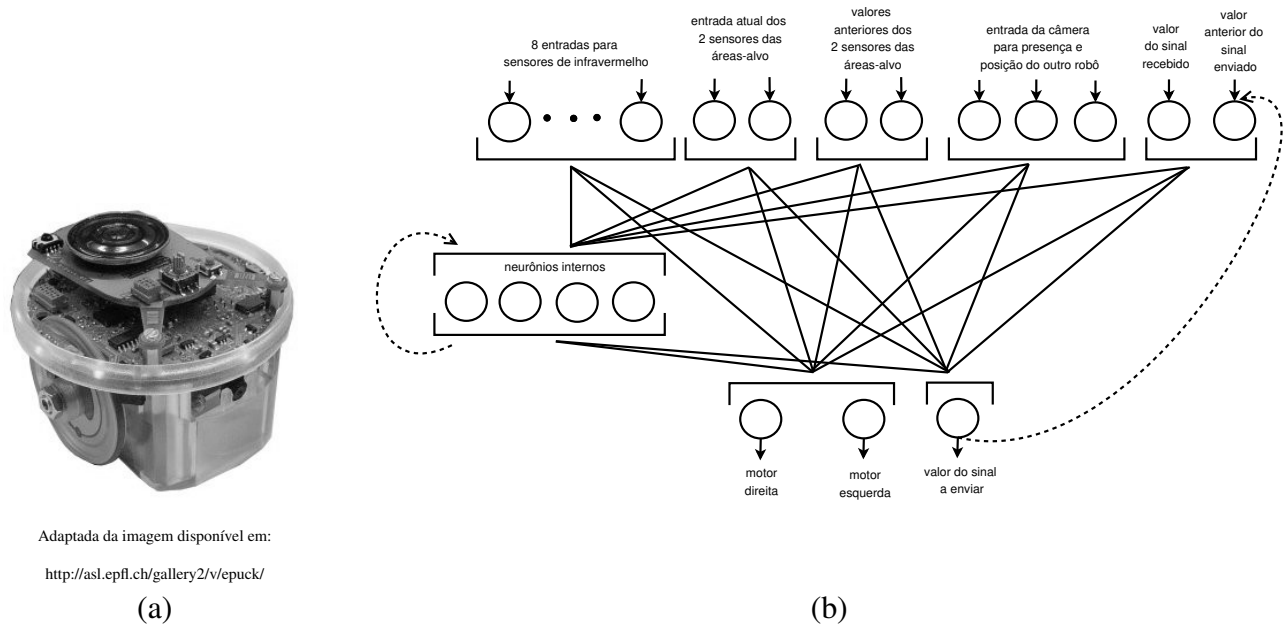 8 entradas para
sensores de infravermelho
entrada atual dos
2 sensores das
áreas-alvo
valores
anteriores dos
2 sensores das
áreas-alvo
entrada da câmera
para presença e
posição do outro robô
valor
do sinal
recebido
valor
anterior do
sinal
enviado
neurônios internos
motor
direita
motor
esquerda
valor do sinal
a enviar
Adaptada da imagem disponível em:
http://asl.epfl.ch/gallery2/v/epuck/
(a)
(b)